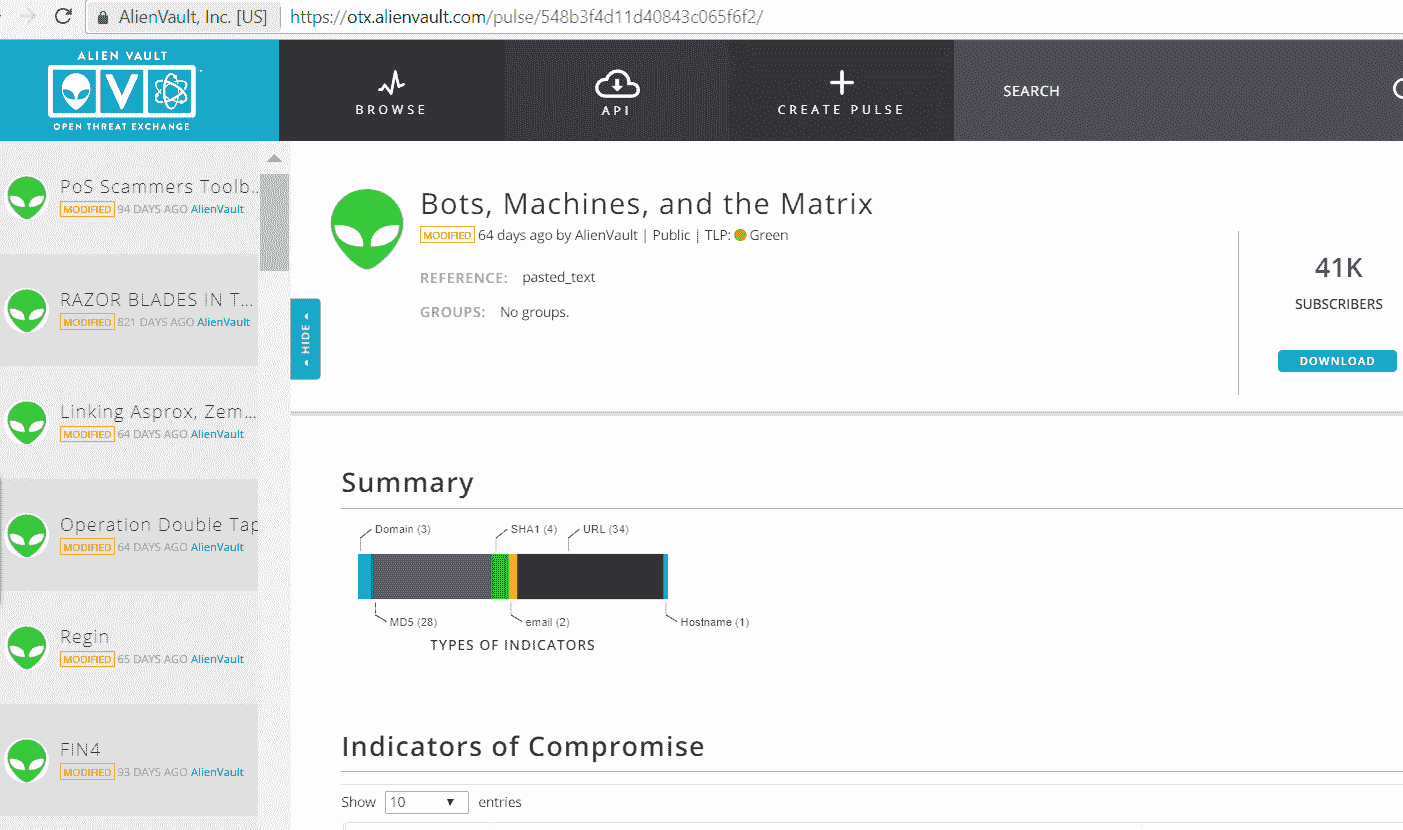 AlienVault, Inc. [US]
https://otx.alienvault.com/pulse/548b3f4d11d40843c065f6f2/
ALIEN VAULT
V
OPEN THREAT EXCHANGE
BROWSE
API
CREATE PULSE
SEARCH
PoS Scammers Toolb...
MODIFIED 94 DAYS AGO AlienVault
RAZOR BLADES IN T...
MODIFIED 821 DAYS AGO AlienVault
Linking Asprox, Zem...
MODIFIED 64 DAYS AGO AlienVault
Operation Double Tap
MODIFIED 64 DAYS AGO AlienVault
Regin
MODIFIED 65 DAYS AGO AlienVault
FIN4
MODIFIED 93 DAYS AGO AlienVault
HIDE
Bots, Machines, and the Matrix
MODIFIED 64 days ago by AlienVault | Public | TLP: Green
REFERENCE: pasted_text
GROUPS: No groups.
41K
SUBSCRIBERS
DOWNLOAD
Summary
Domain (3) SHA1 (4) URL (34)
MD5 (28) email (2) Hostname (1)
TYPES OF INDICATORS
Indicators of Compromise
Show 10 entries